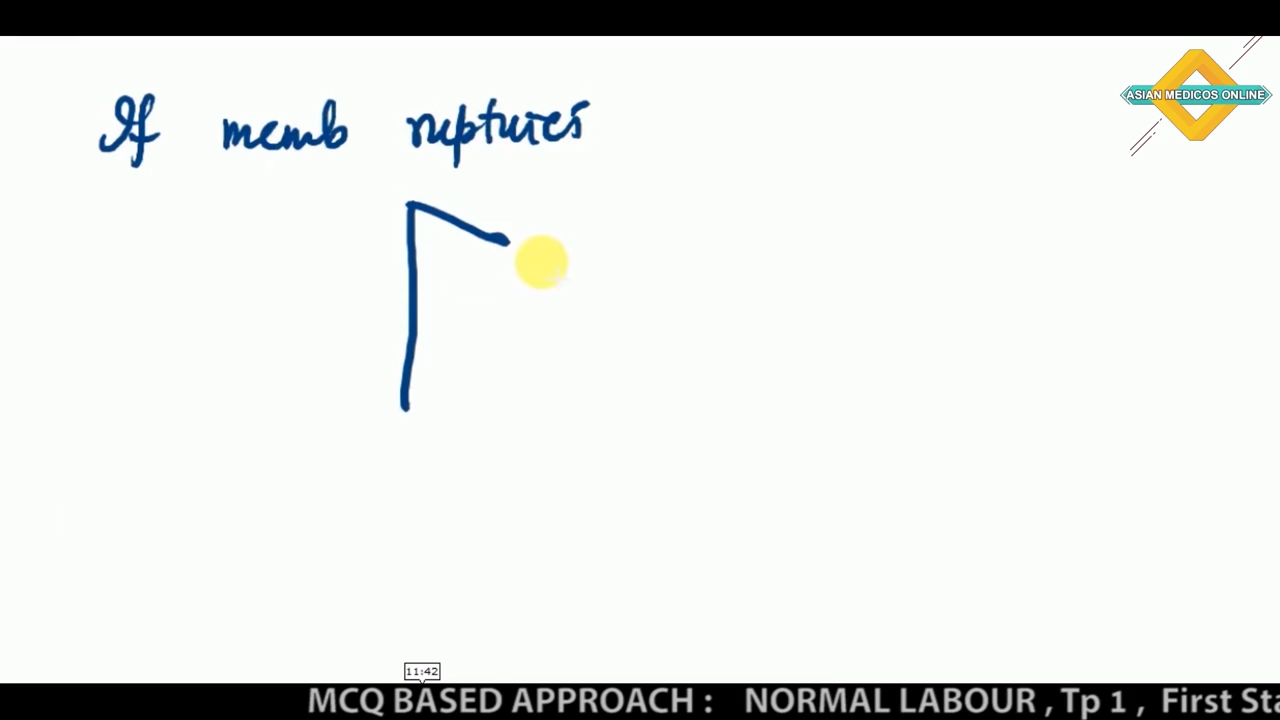 ASIAN MEDICOS ONLINE
If memb ruptures
11:42
MCQ BASED APPROACH : NORMAL LABOUR , Tp 1 , First Sta